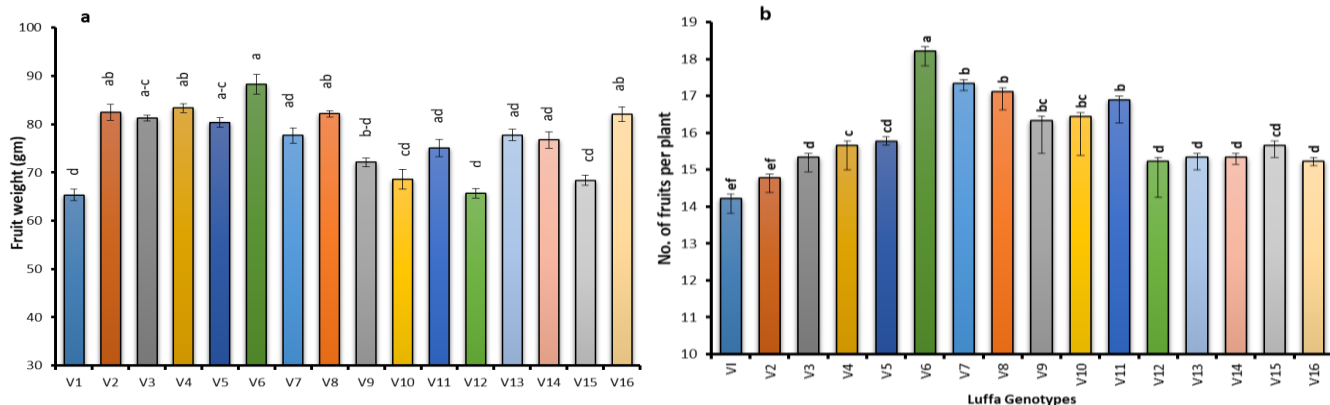 a
Fruit weight (gm)
100
90
80
70
60
50
40
30
d
ab
a-c
ab
a-c
a
ad
ab
b-d
cd
ad
d
ad
ad
cd
ab
V1 V2 V3 V4 V5 V6 V7 V8 V9 V10 V11 V12 V13 V14 V15 V16
b
No. of fruits per plant
19
18
17
16
15
14
13
12
11
10
ef
ef
d
c
cd
a
b
b
bc
bc
b
d
d
d
cd
d
VI V2 V3 V4 V5 V6 V7 V8 V9 V10 V11 V12 V13 V14 V15 V16
Luffa Genotypes